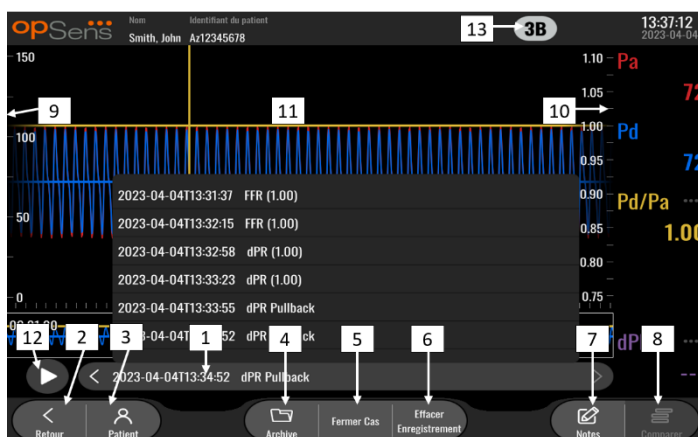 opSens
Nom
Identifiant du patient
Smith, John
Az12345678
13
3B
13:37:12
2023-04-04
150
1.10
Pa
1.05
72
9
11
10
100
1.00
Pd
0.95
72
2023-04-04T13:31:37 FFR (1.00)
0.90
Pd/Pa
---
50
2023-04-04T13:32:15 FFR (1.00)
0.85
1.00
2023-04-04T13:32:58 dPR (1.00)
0.80
2023-04-04T13:33:23 dPR (1.00)
0
2023-04-04T13:33:55 dPR Pullback
0.75
12
2
3
1
4
5
6
7
8
---
2023-04-04T13:34:52 dPR Pullback
--
Retour
Patient
Archive
Fermer Cas
Effacer
Enregistrement
Notes
Comparer